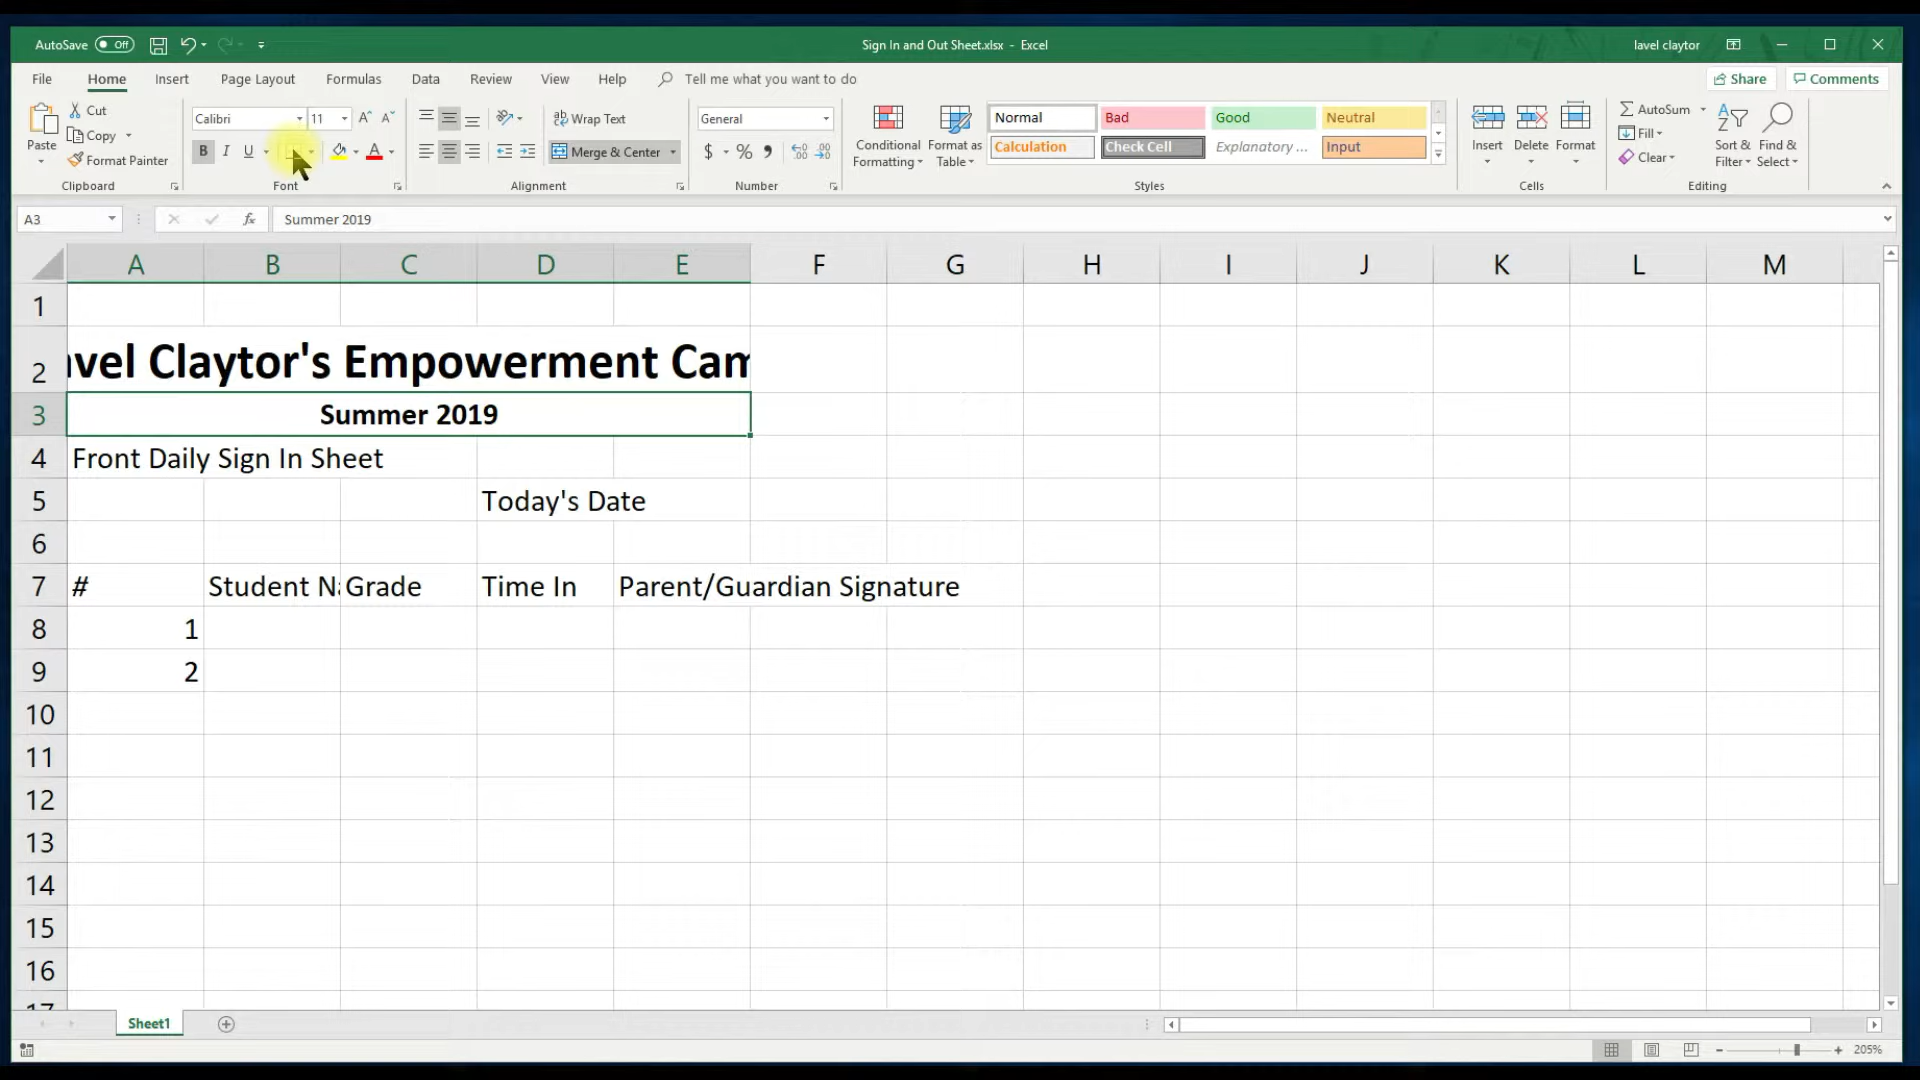 AutoSave Off
Sign In and Out Sheet.xlsx - Excel
lavel claytor
File Home Insert Page Layout Formulas Data Review View Help Tell me what you want to do
Share Comments
Paste
Cut
Copy
Format Painter
Clipboard
Calibri 11 A A
B I U A
Font
Wrap Text
Merge & Center
Alignment
General
$ % ,
Number
Conditional Formatting
Format as Table
Normal Bad Good Neutral
Calculation Check Cell Explanatory ... Input
Styles
Insert Delete Format
Cells
AutoSum
Fill
Clear
Sort & Filter
Find & Select
Editing
A3 fx Summer 2019
A B C D E F G H I J K L M
1
2 avel Claytor's Empowerment Cam
3 Summer 2019
4 Front Daily Sign In Sheet
5 Today's Date
6
7 # Student Na Grade Time In Parent/Guardian Signature
8 1
9 2
10
11
12
13
14
15
16
17
Sheet1
205%